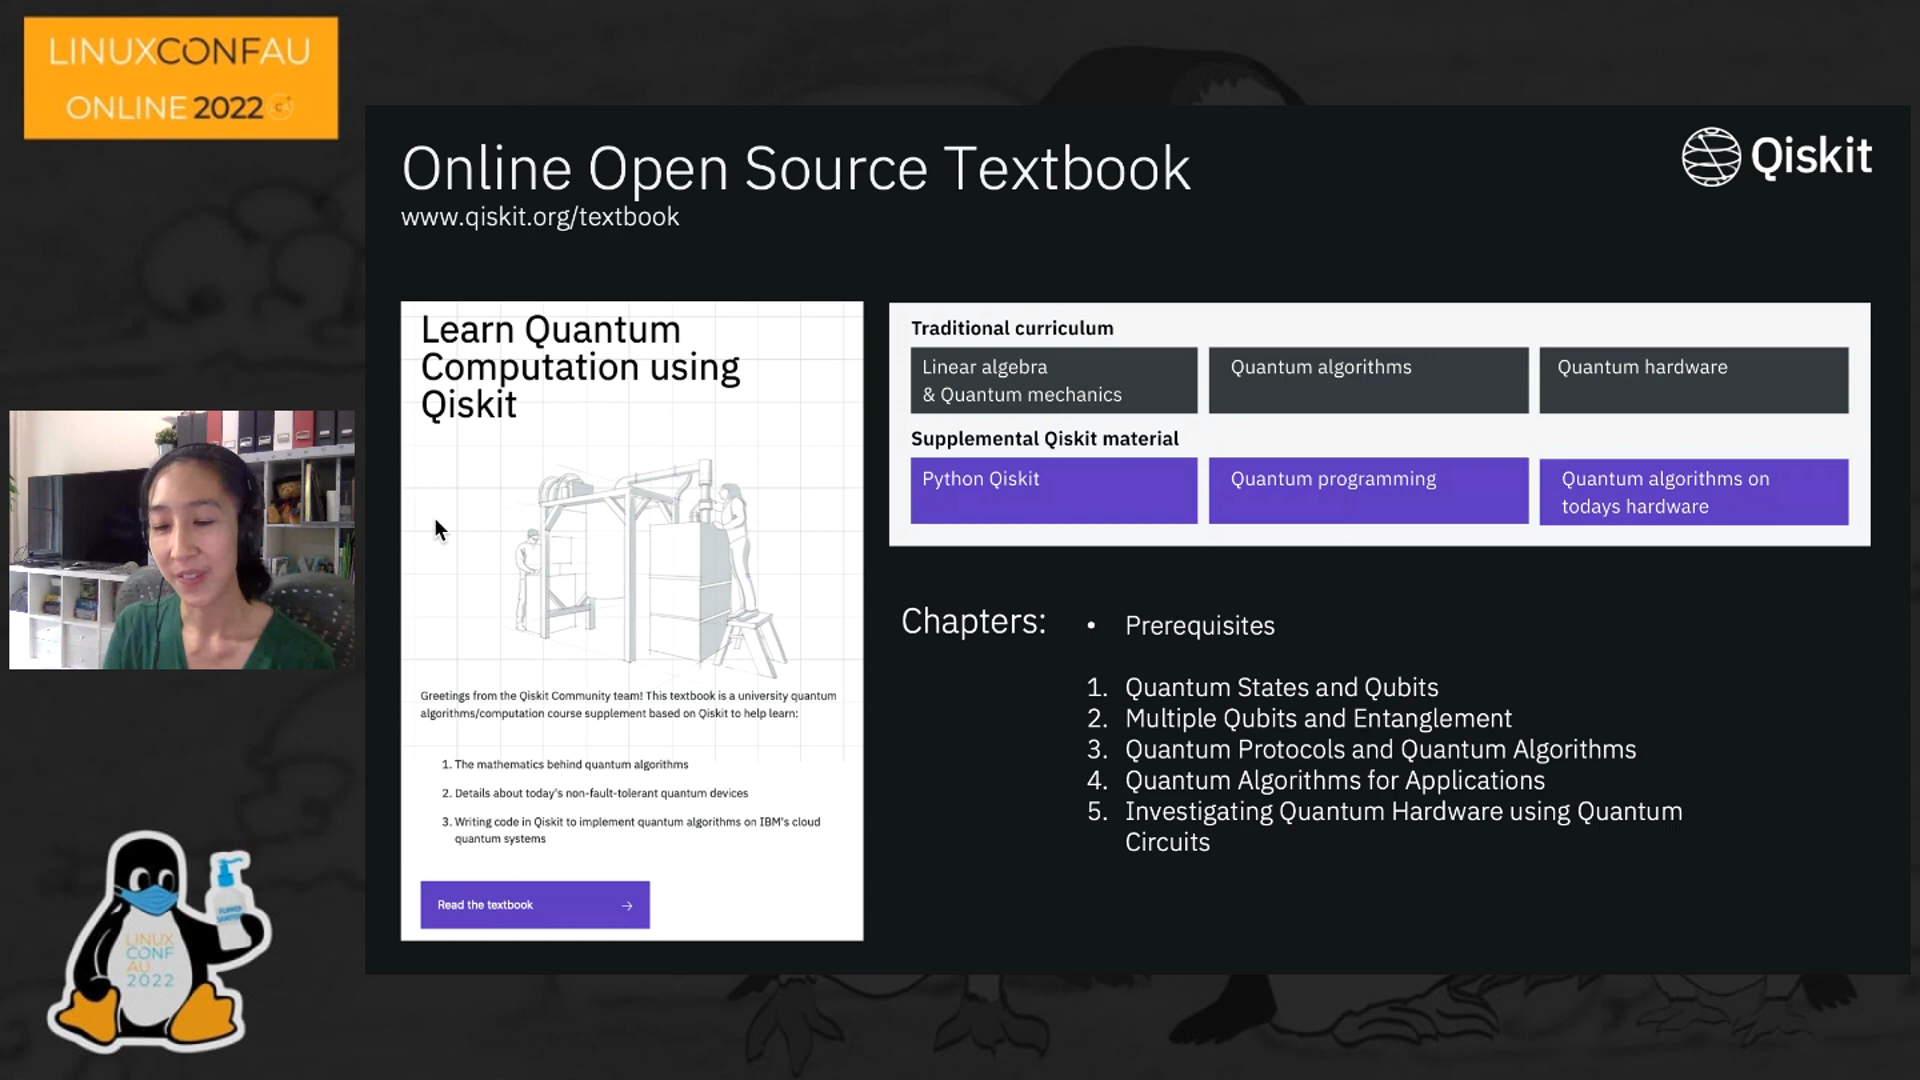 LINUXCONFAU
ONLINE 2022
Online Open Source Textbook
www.qiskit.org/textbook
Qiskit
Learn Quantum
Computation using
Qiskit
Greetings from the Qiskit Community team! This textbook is a university quantum
algorithms/computation course supplement based on Qiskit to help learn:
1. The mathematics behind quantum algorithms
2. Details about today's non-fault-tolerant quantum devices
3. Writing code in Qiskit to implement quantum algorithms on IBM's cloud
quantum systems
Read the textbook →
Traditional curriculum
Linear algebra
& Quantum mechanics
Quantum algorithms
Quantum hardware
Supplemental Qiskit material
Python Qiskit
Quantum programming
Quantum algorithms on
todays hardware
Chapters:
• Prerequisites
1. Quantum States and Qubits
2. Multiple Qubits and Entanglement
3. Quantum Protocols and Quantum Algorithms
4. Quantum Algorithms for Applications
5. Investigating Quantum Hardware using Quantum
Circuits
LINUX
CONF
AU
2022